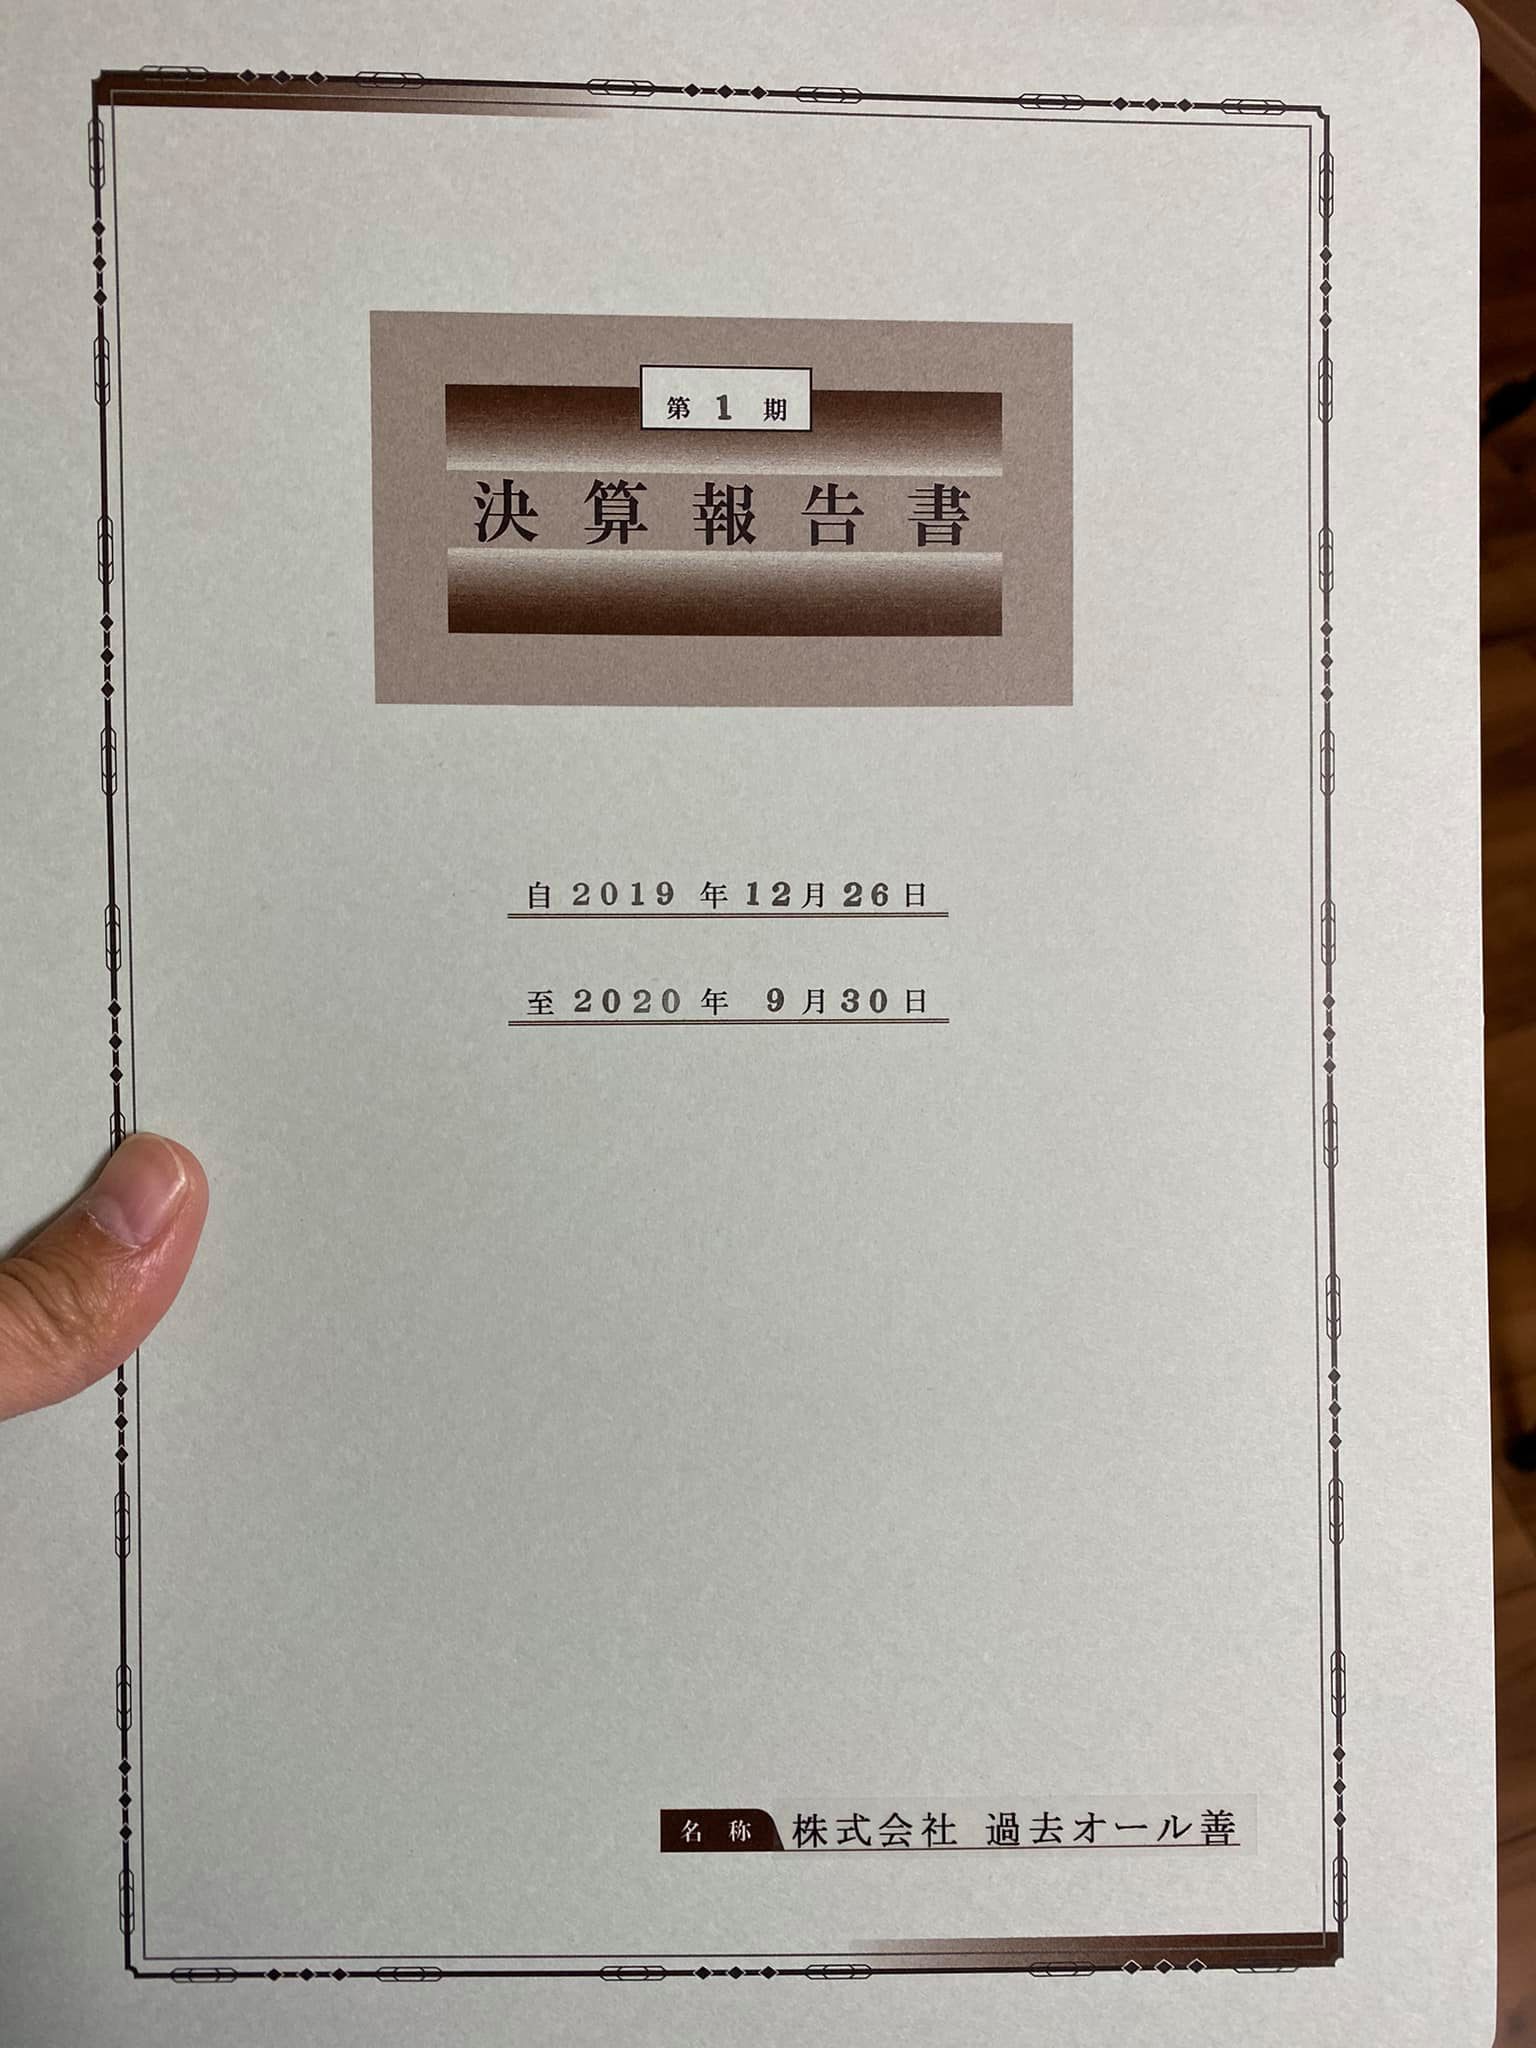 第 1 期
決算報告書
自 2019 年 12月 26日
至 2020 年 9月 30日
名称 株式会社 過去オール善